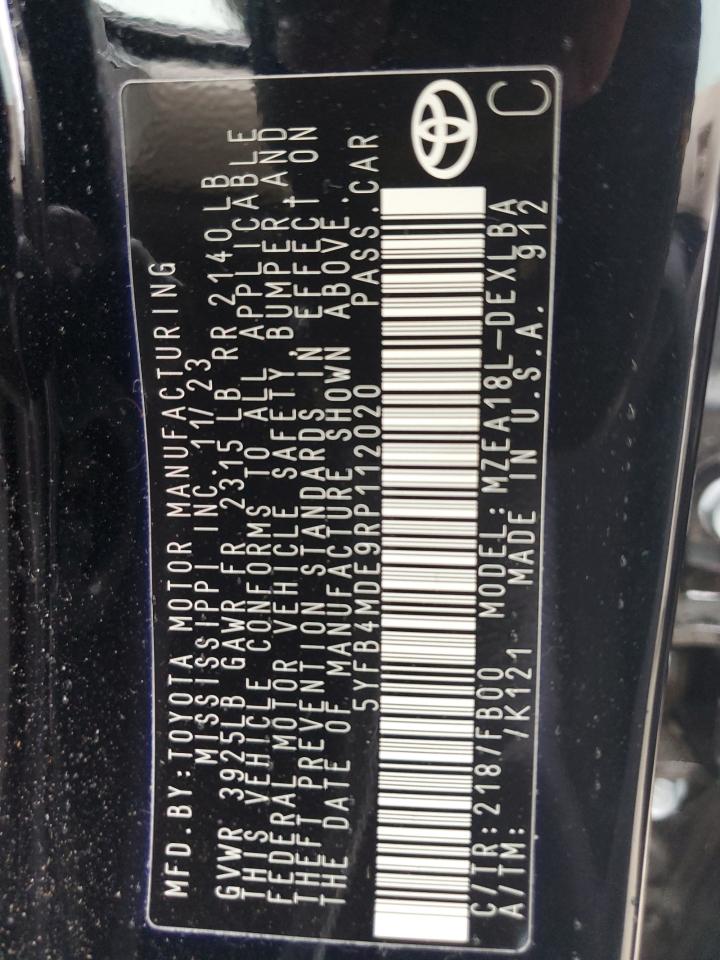 MFD.BY:TOYOTA MOTOR MANUFACTURING
MISSISSIPPI INC 11/23
GVWR 3925LB GAWR FR 2315 LB RR 2140LB
THIS VEHICLE CONFORMS TO ALL APPLICABLE
FEDERAL MOTOR VEHICLE SAFETY BUMPER AND
THEFT PREVENTION STANDARDS IN EFFECT ON
THE DATE OF MANUFACTURE SHOWN ABOVE.
5YFB4MDE9RP112020 PASS.CAR
C/TR:218/FB00 MODEL:MZEA18L-DEXLBA
A/TM: /K121 MADE IN U.S.A. 912
C